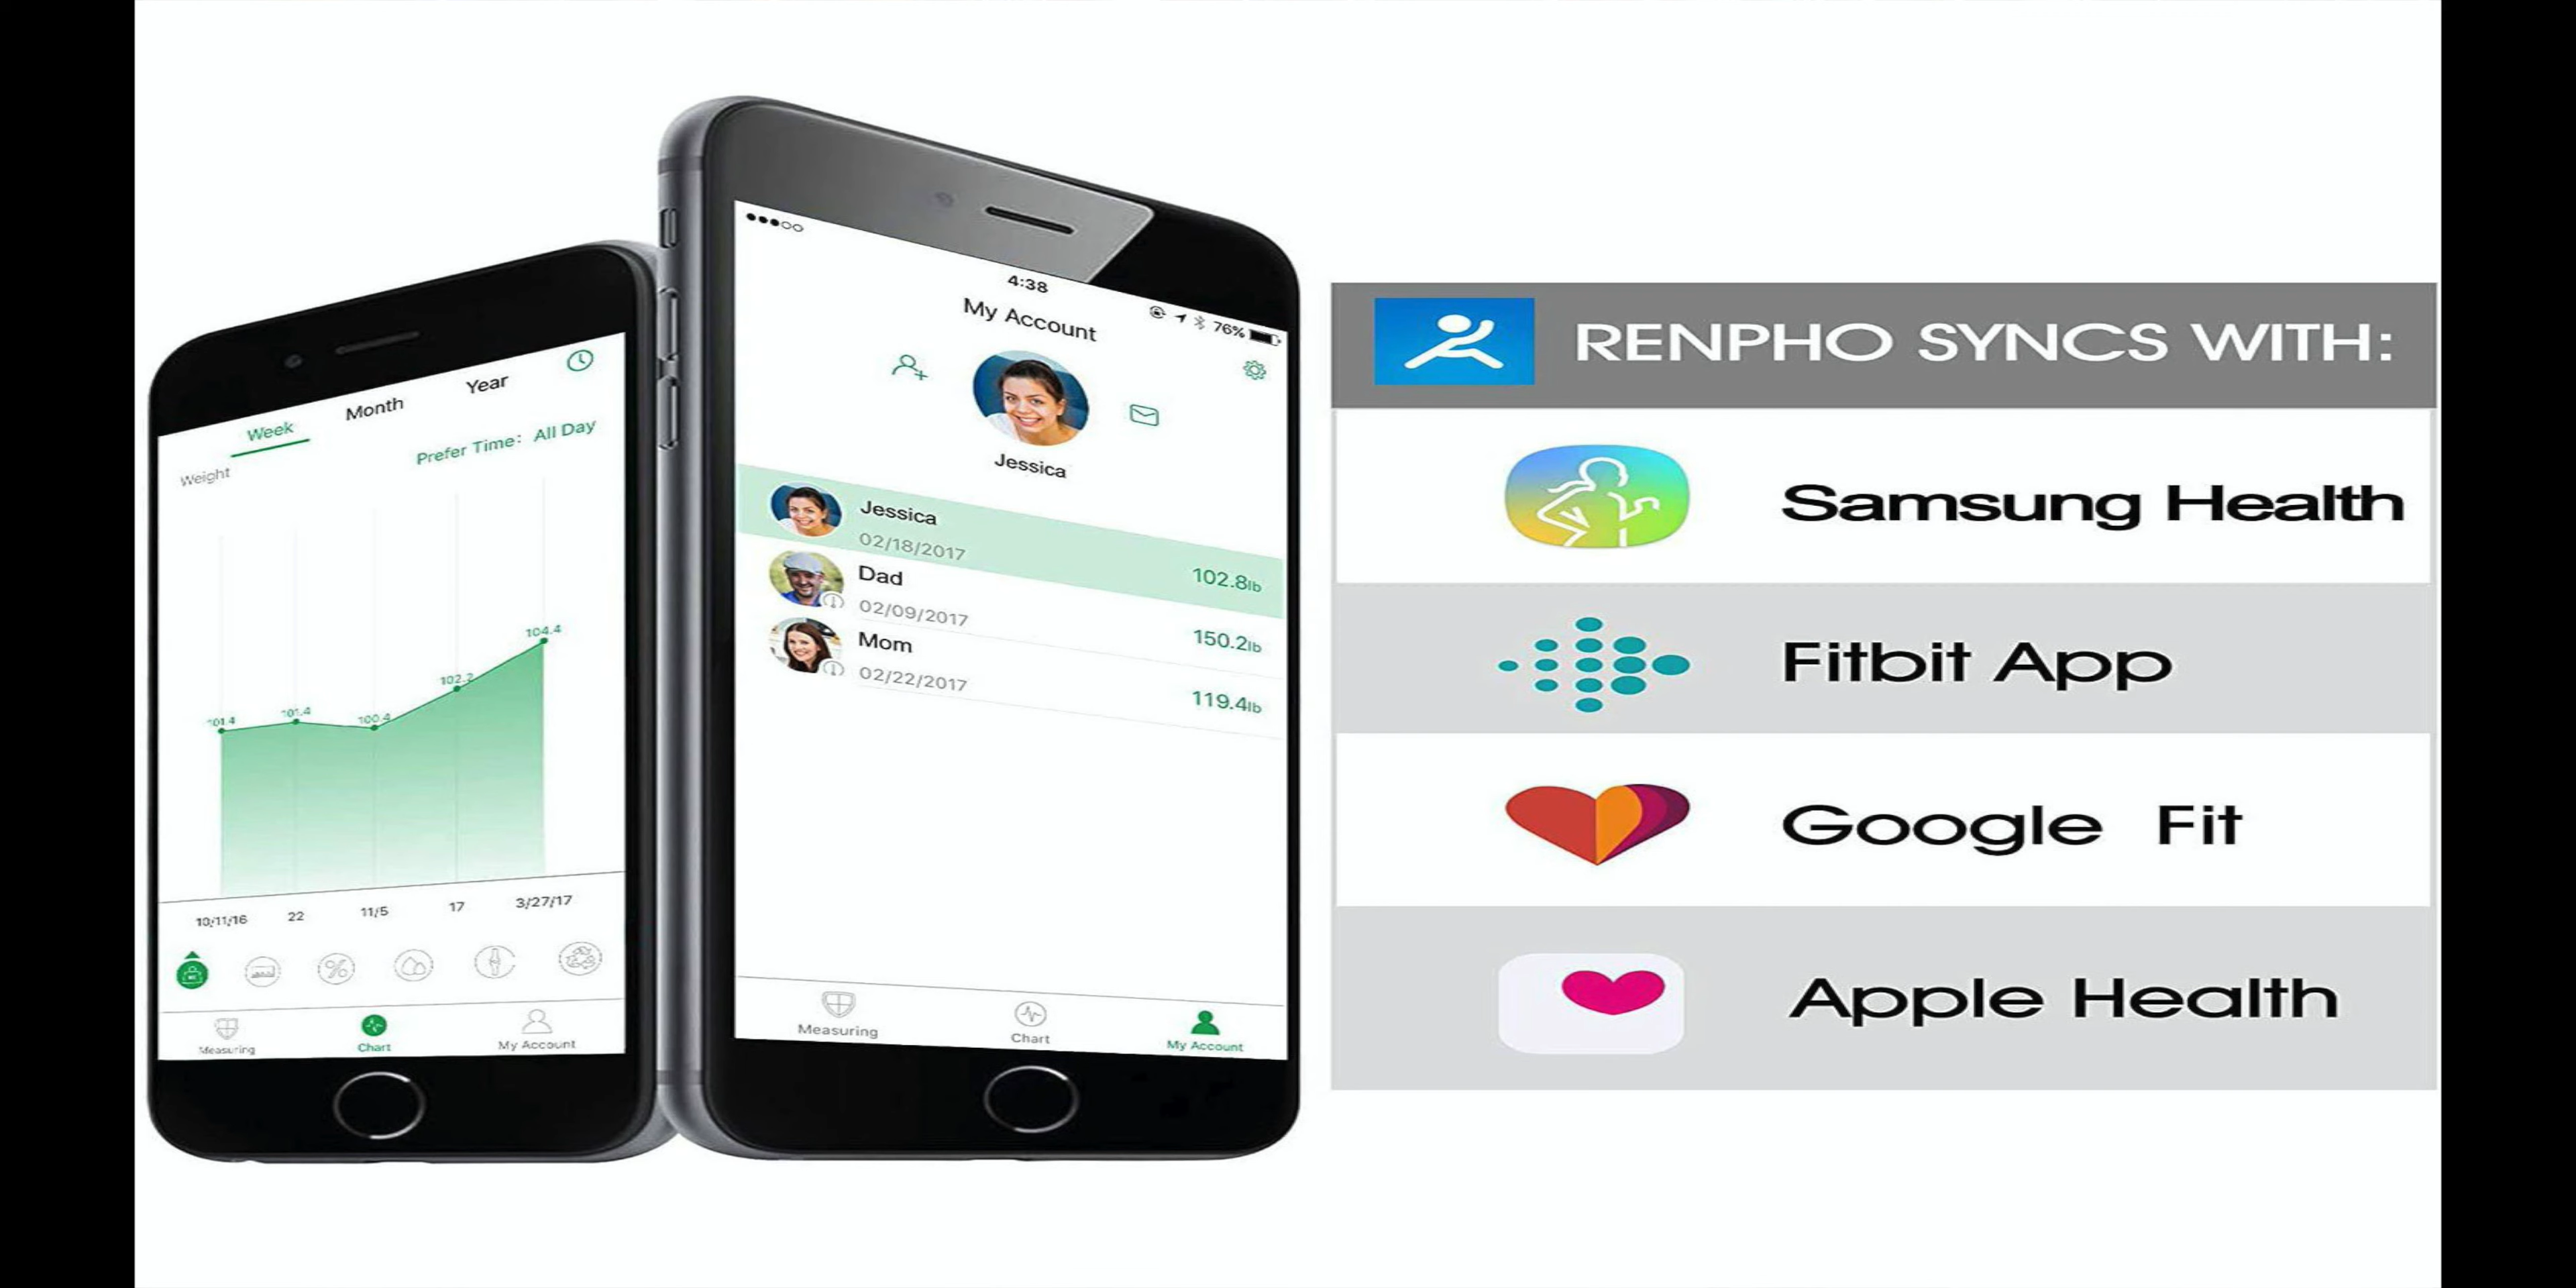 Week Month Year
Weight
Prefer Time: All Day
101.4 101.4 100.4 102.2 104.4
10/11/16 22 11/5 17 3/27/17
Measuring Chart My Account
4:38
76%
My Account
Jessica
Jessica
02/18/2017
102.8lb
Dad
02/09/2017
150.2lb
Mom
02/22/2017
119.4lb
Measuring Chart My Account
RENPHO SYNCS WITH:
Samsung Health
Fitbit App
Google Fit
Apple Health